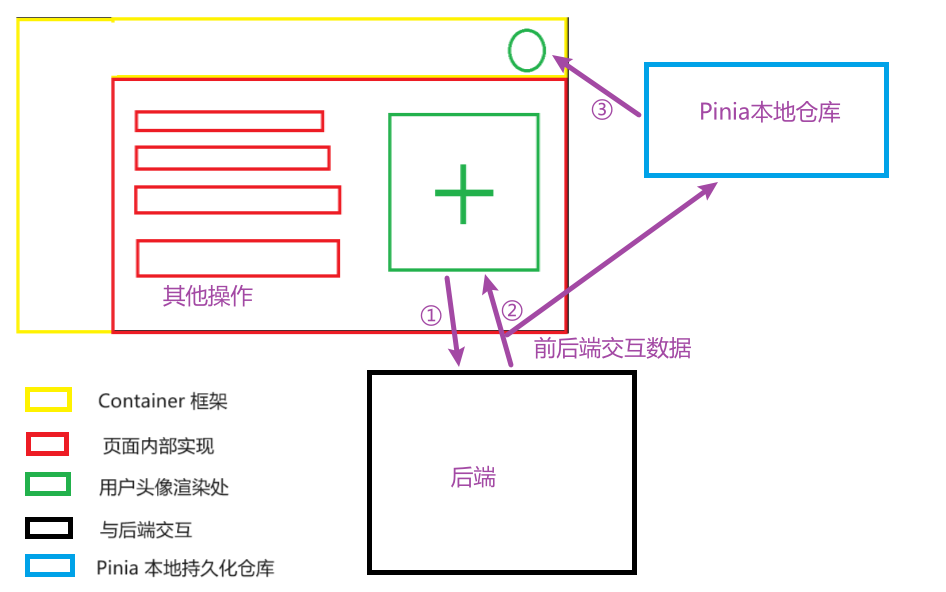 ③
Pinia本地仓库
其他操作
①
②
前后端交互数据
后端
Container 框架
页面内部实现
用户头像渲染处
与后端交互
Pinia 本地持久化仓库